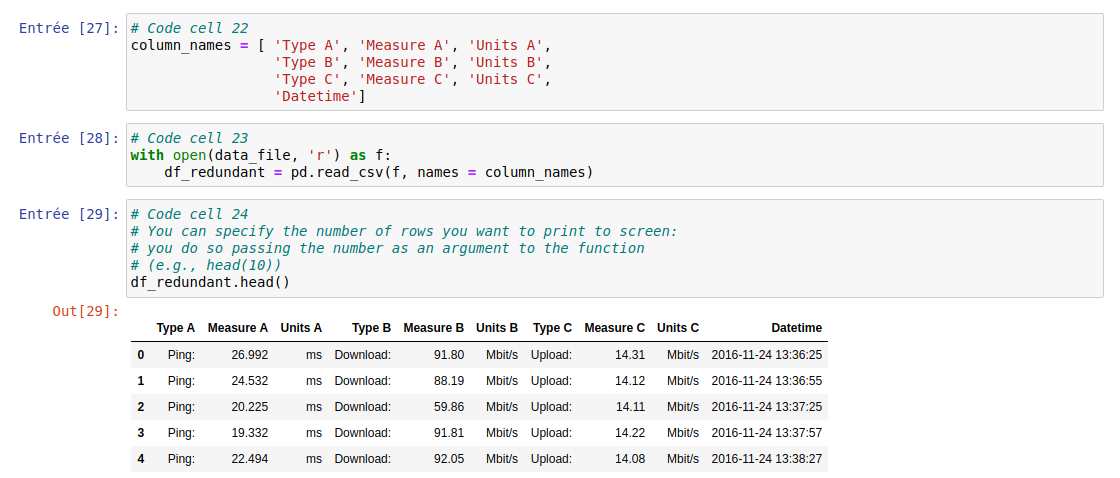 Entrée [27]: # Code cell 22
column_names = [ 'Type A', 'Measure A', 'Units A',
'Type B', 'Measure B', 'Units B',
'Type C', 'Measure C', 'Units C',
'Datetime']
Entrée [28]: # Code cell 23
with open(data_file, 'r') as f:
df_redundant = pd.read_csv(f, names = column_names)
Entrée [29]: # Code cell 24
# You can specify the number of rows you want to print to screen:
# you do so passing the number as an argument to the function
# (e.g., head(10))
df_redundant.head()
Out[29]:
Type A Measure A Units A Type B Measure B Units B Type C Measure C Units C Datetime
0 Ping: 26.992 ms Download: 91.80 Mbit/s Upload: 14.31 Mbit/s 2016-11-24 13:36:25
1 Ping: 24.532 ms Download: 88.19 Mbit/s Upload: 14.12 Mbit/s 2016-11-24 13:36:55
2 Ping: 20.225 ms Download: 59.86 Mbit/s Upload: 14.11 Mbit/s 2016-11-24 13:37:25
3 Ping: 19.332 ms Download: 91.81 Mbit/s Upload: 14.22 Mbit/s 2016-11-24 13:37:57
4 Ping: 22.494 ms Download: 92.05 Mbit/s Upload: 14.08 Mbit/s 2016-11-24 13:38:27